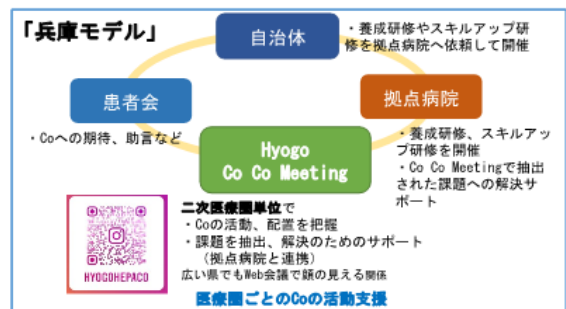 「兵庫モデル」
自治体
・養成研修やスキルアップ研
修を拠点病院へ依頼して開催
患者会
・Coへの期待、助言など
拠点病院
・養成研修、スキルアッ
プ研修を開催
・Co Co Meetingで抽出
された課題への解決サ
ポート
Hyogo
Co Co Meeting
HYOGOHEPACO
二次医療圏単位で
・Coの活動、配置を把握
・課題を抽出、解決のためのサポート
（拠点病院と連携）
広い県でもWeb会議で顔の見える関係
医療圏ごとのCoの活動支援